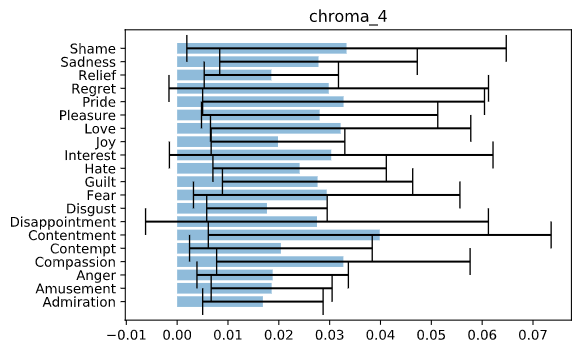 chroma_4
Shame
Sadness
Relief
Regret
Pride
Pleasure
Love
Joy
Interest
Hate
Guilt
Fear
Disgust
Disappointment
Contentment
Contempt
Compassion
Anger
Amusement
Admiration
−0.01 0.00 0.01 0.02 0.03 0.04 0.05 0.06 0.07